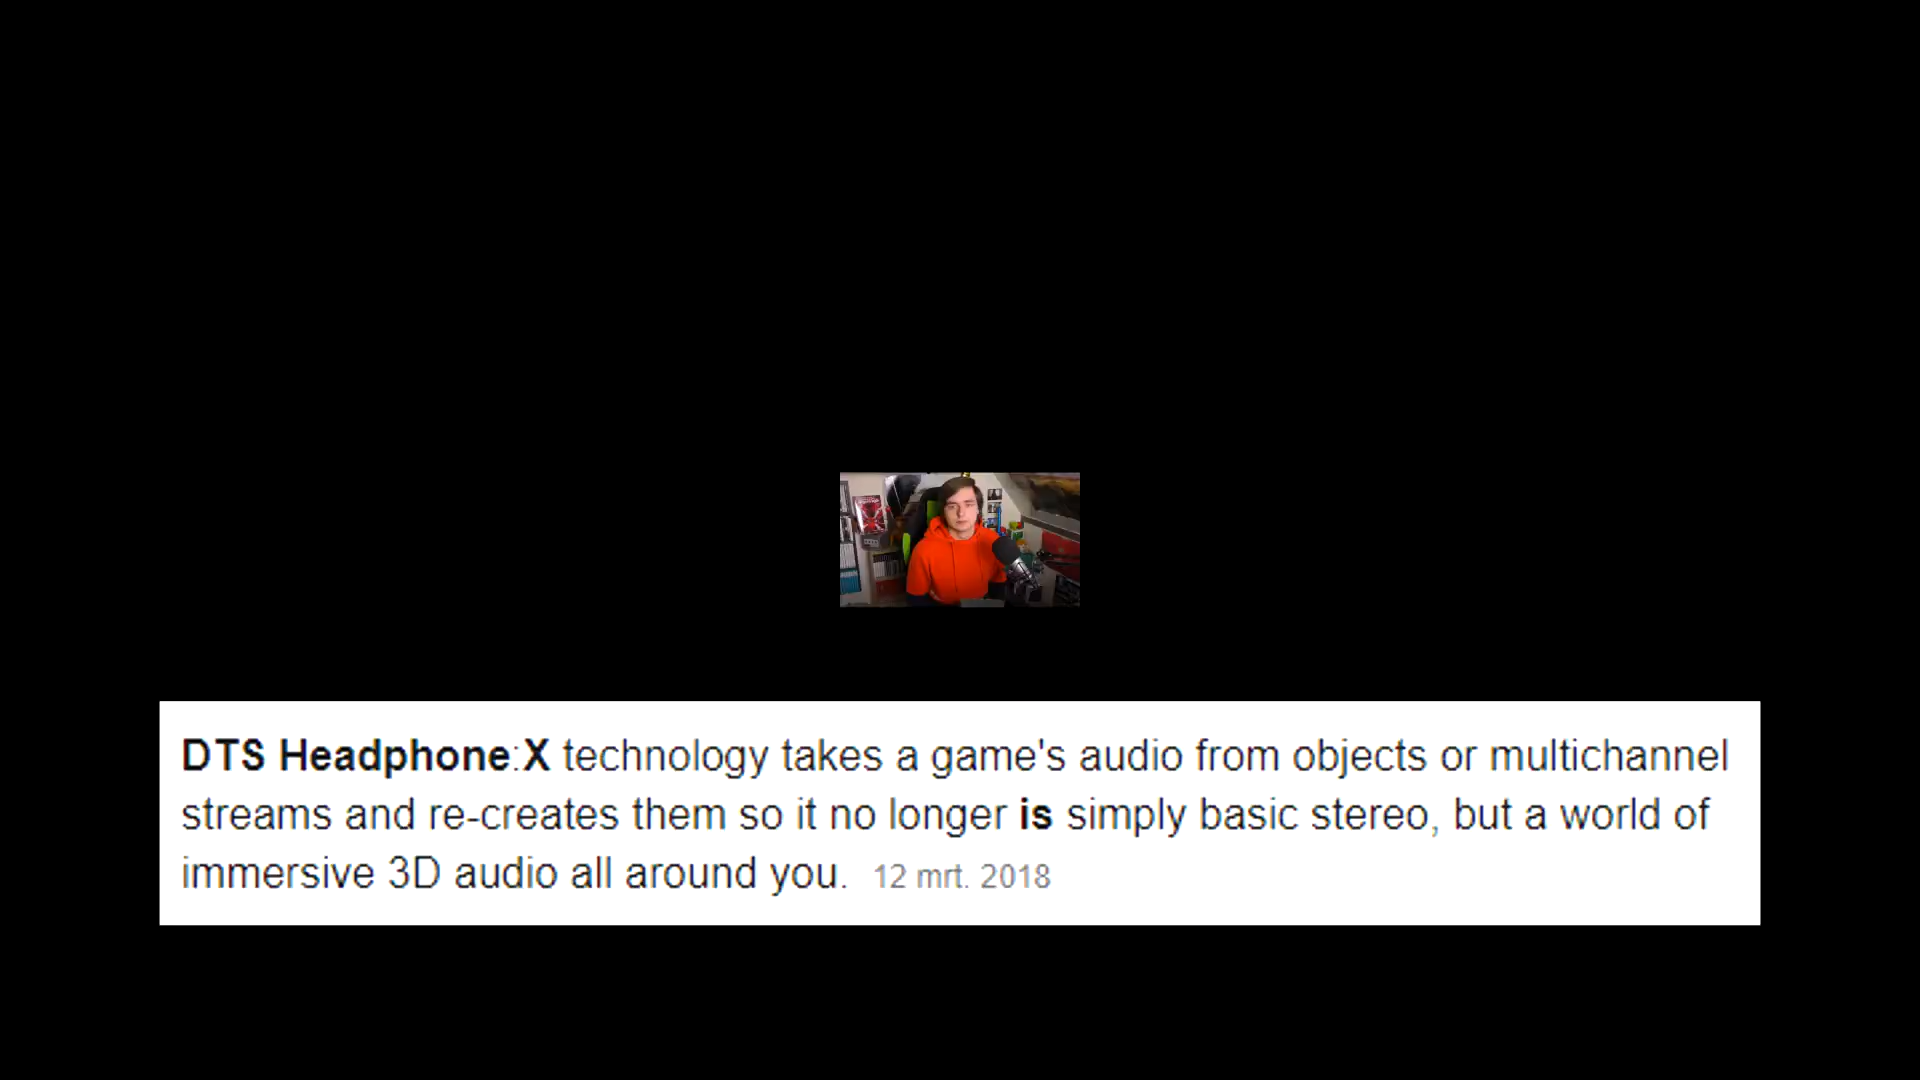 DTS Headphone:X technology takes a game's audio from objects or multichannel
streams and re-creates them so it no longer is simply basic stereo, but a world of
immersive 3D audio all around you. 12 mrt. 2018